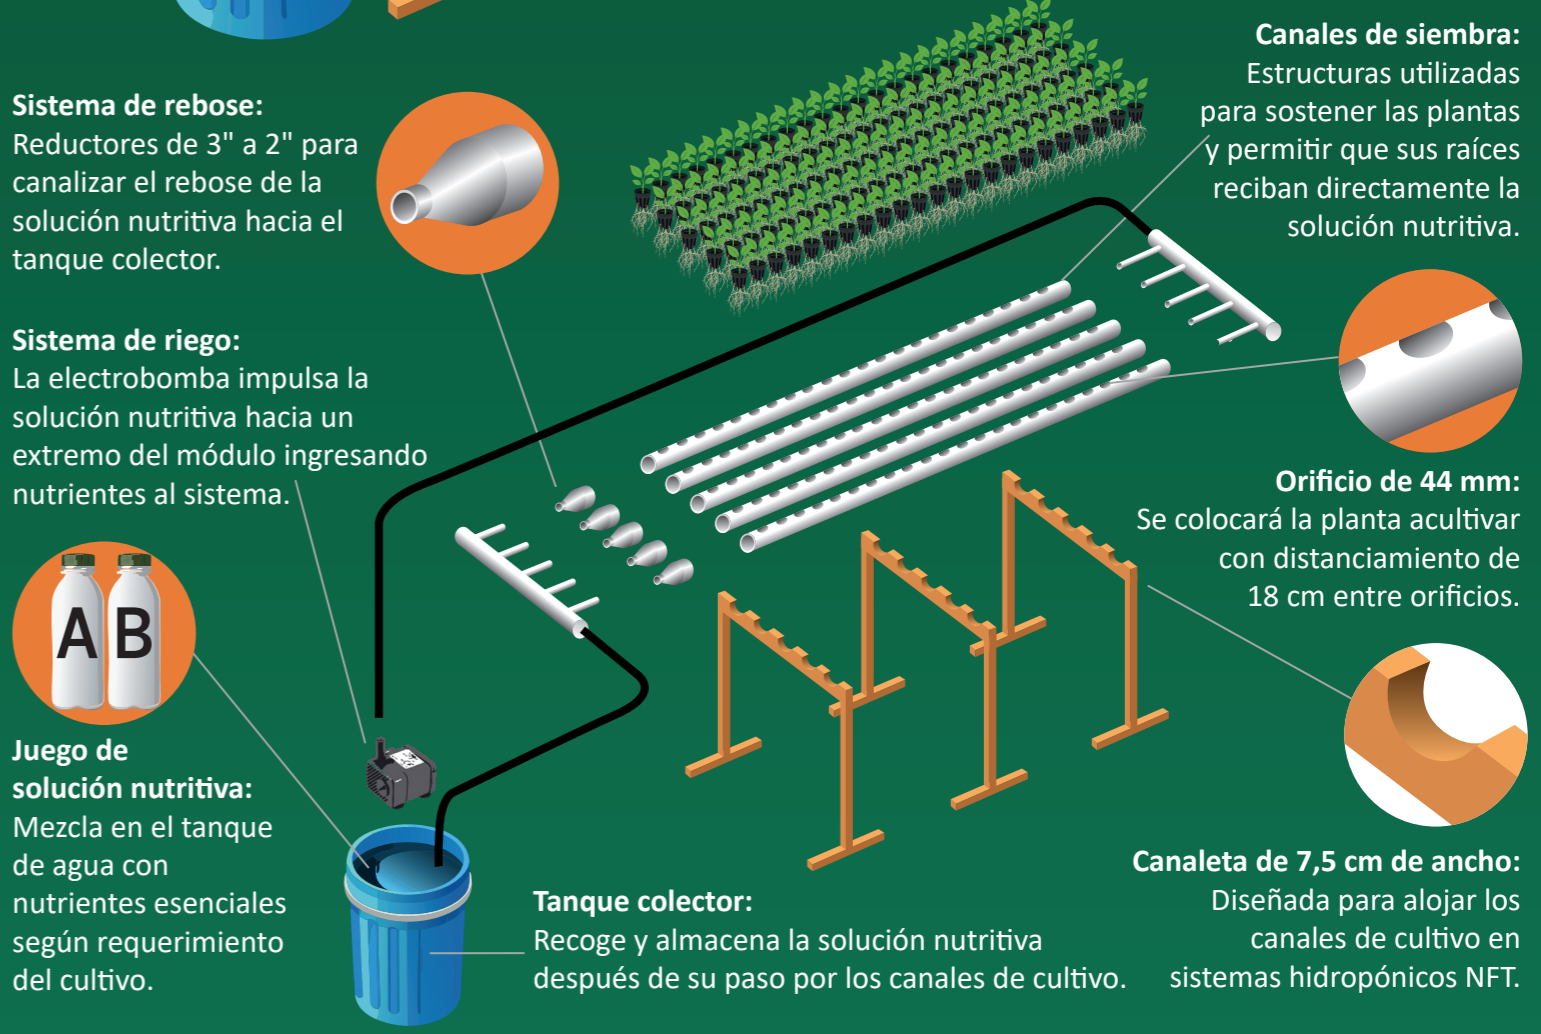 Sistema de rebose:
Reductores de 3" a 2" para
canalizar el rebose de la
solución nutritiva hacia el
tanque colector.
Sistema de riego:
La electrobomba impulsa la
solución nutritiva hacia un
extremo del módulo ingresando
nutrientes al sistema.
A B
Juego de
solución nutritiva:
Mezcla en el tanque
de agua con
nutrientes esenciales
según requerimiento
del cultivo.
Tanque colector:
Recoge y almacena la solución nutritiva
después de su paso por los canales de cultivo.
Canales de siembra:
Estructuras utilizadas
para sostener las plantas
y permitir que sus raíces
reciban directamente la
solución nutritiva.
Orificio de 44 mm:
Se colocará la planta acultivar
con distanciamiento de
18 cm entre orificios.
Canaleta de 7,5 cm de ancho:
Diseñada para alojar los
canales de cultivo en
sistemas hidropónicos NFT.